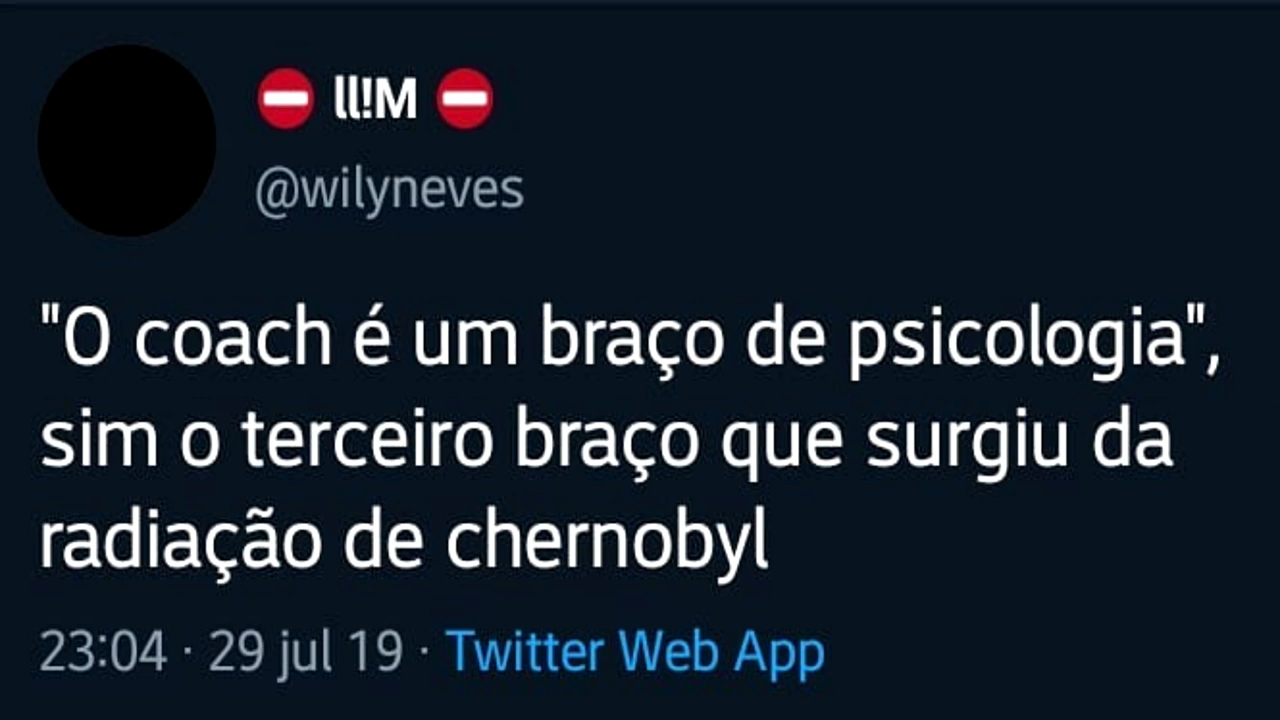 ⛔ ll!M ⛔
@wilyneves
"O coach é um braço de psicologia",
sim o terceiro braço que surgiu da
radiação de chernobyl
23:04 · 29 jul 19 · Twitter Web App